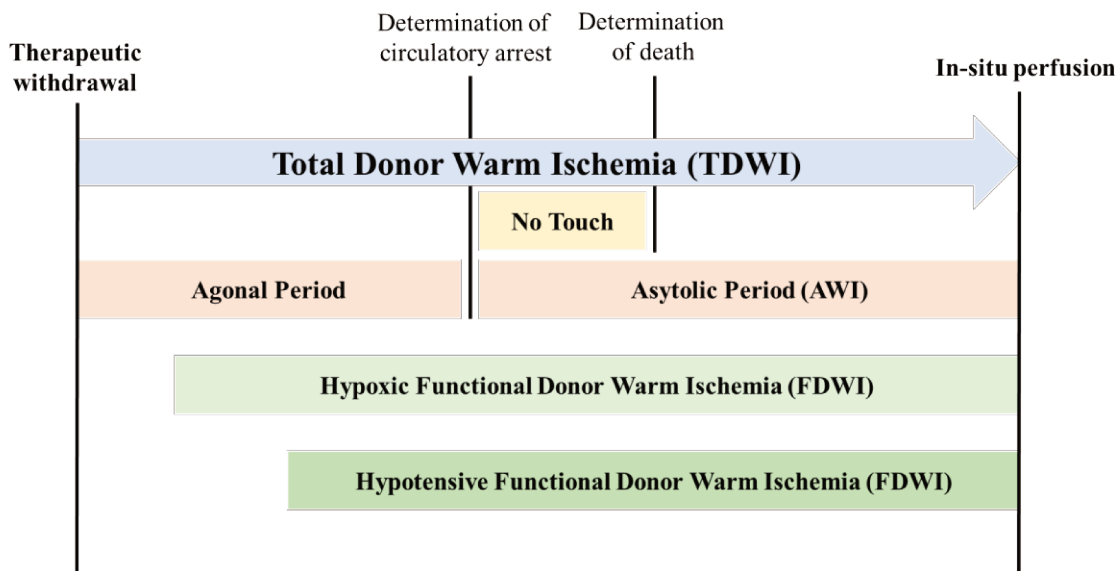 Therapeutic
withdrawal
Determination of
circulatory arrest
Determination
of death
In-situ perfusion
Total Donor Warm Ischemia (TDWI)
No Touch
Agonal Period
Asytolic Period (AWI)
Hypoxic Functional Donor Warm Ischemia (FDWI)
Hypotensive Functional Donor Warm Ischemia (FDWI)